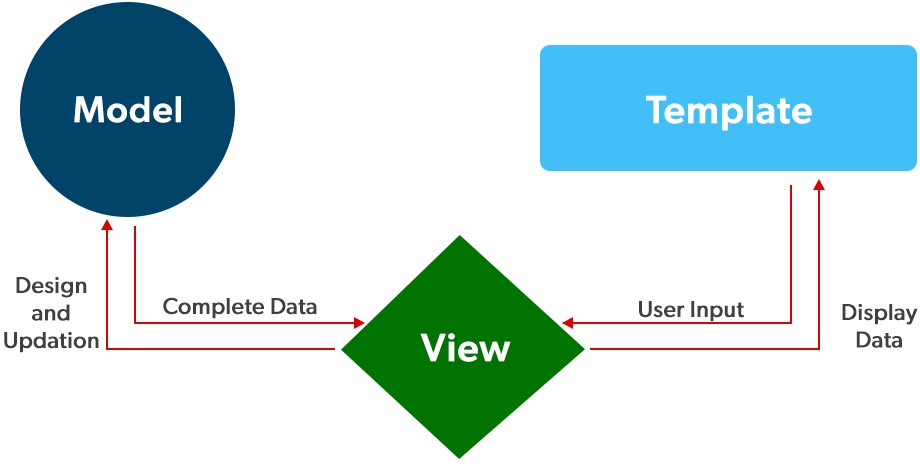 Model
Template
Design
and
Updation
Complete Data
User Input
Display
Data
View